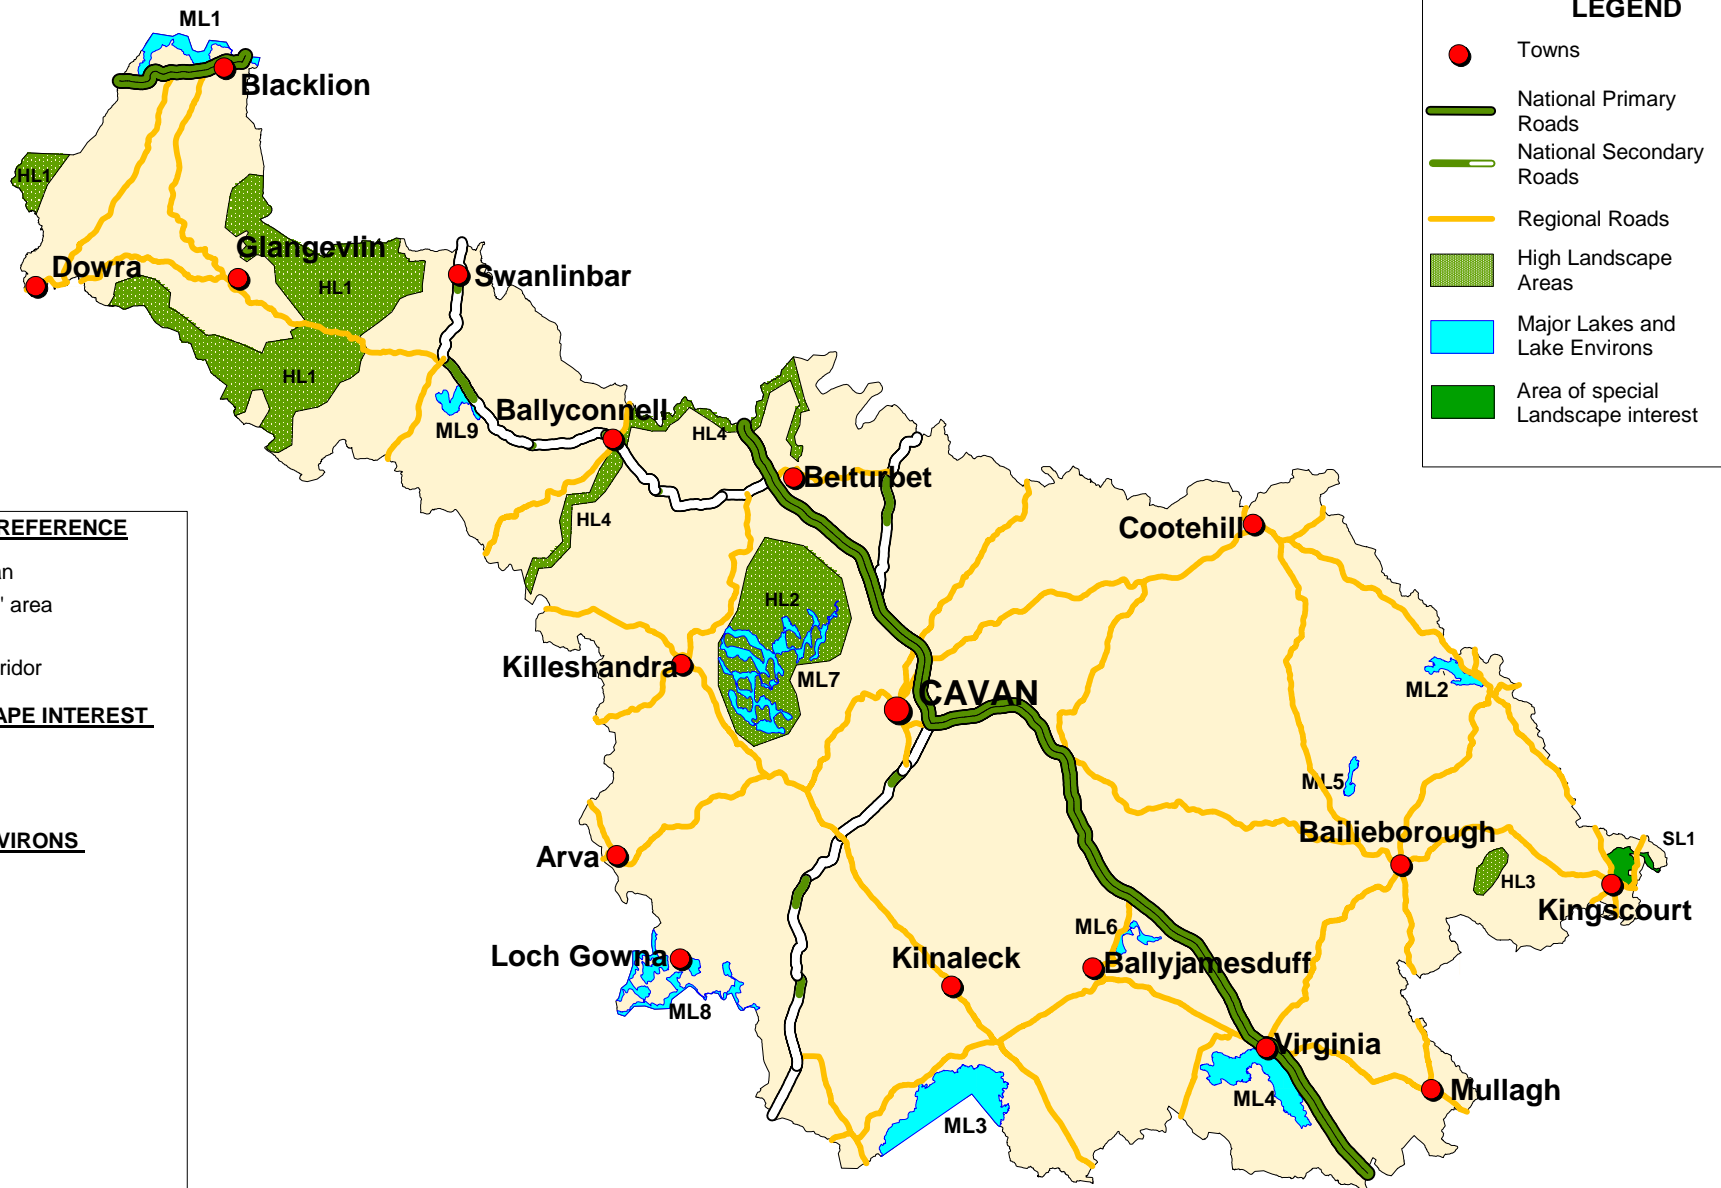 ML1
Blacklion
HL1
Glangevlin
Dowra
Swanlinbar
HL1
HL1
Ballyconnell
ML9
HL4
Belturbet
HL4
Cootehill
HL2
Killeshandra
ML7
CAVAN
ML2
ML5
Bailieborough
SL1
Arva
HL3
Kingscourt
ML6
Loch Gowna
Kilnaleck
Ballyjamesduff
ML8
Virginia
ML4
Mullagh
ML3
LEGEND
Towns
National Primary
Roads
National Secondary
Roads
Regional Roads
High Landscape
Areas
Major Lakes and
Lake Environs
Area of special
Landscape interest
REFERENCE
an
" area
ridor
APE INTEREST
VIRONS